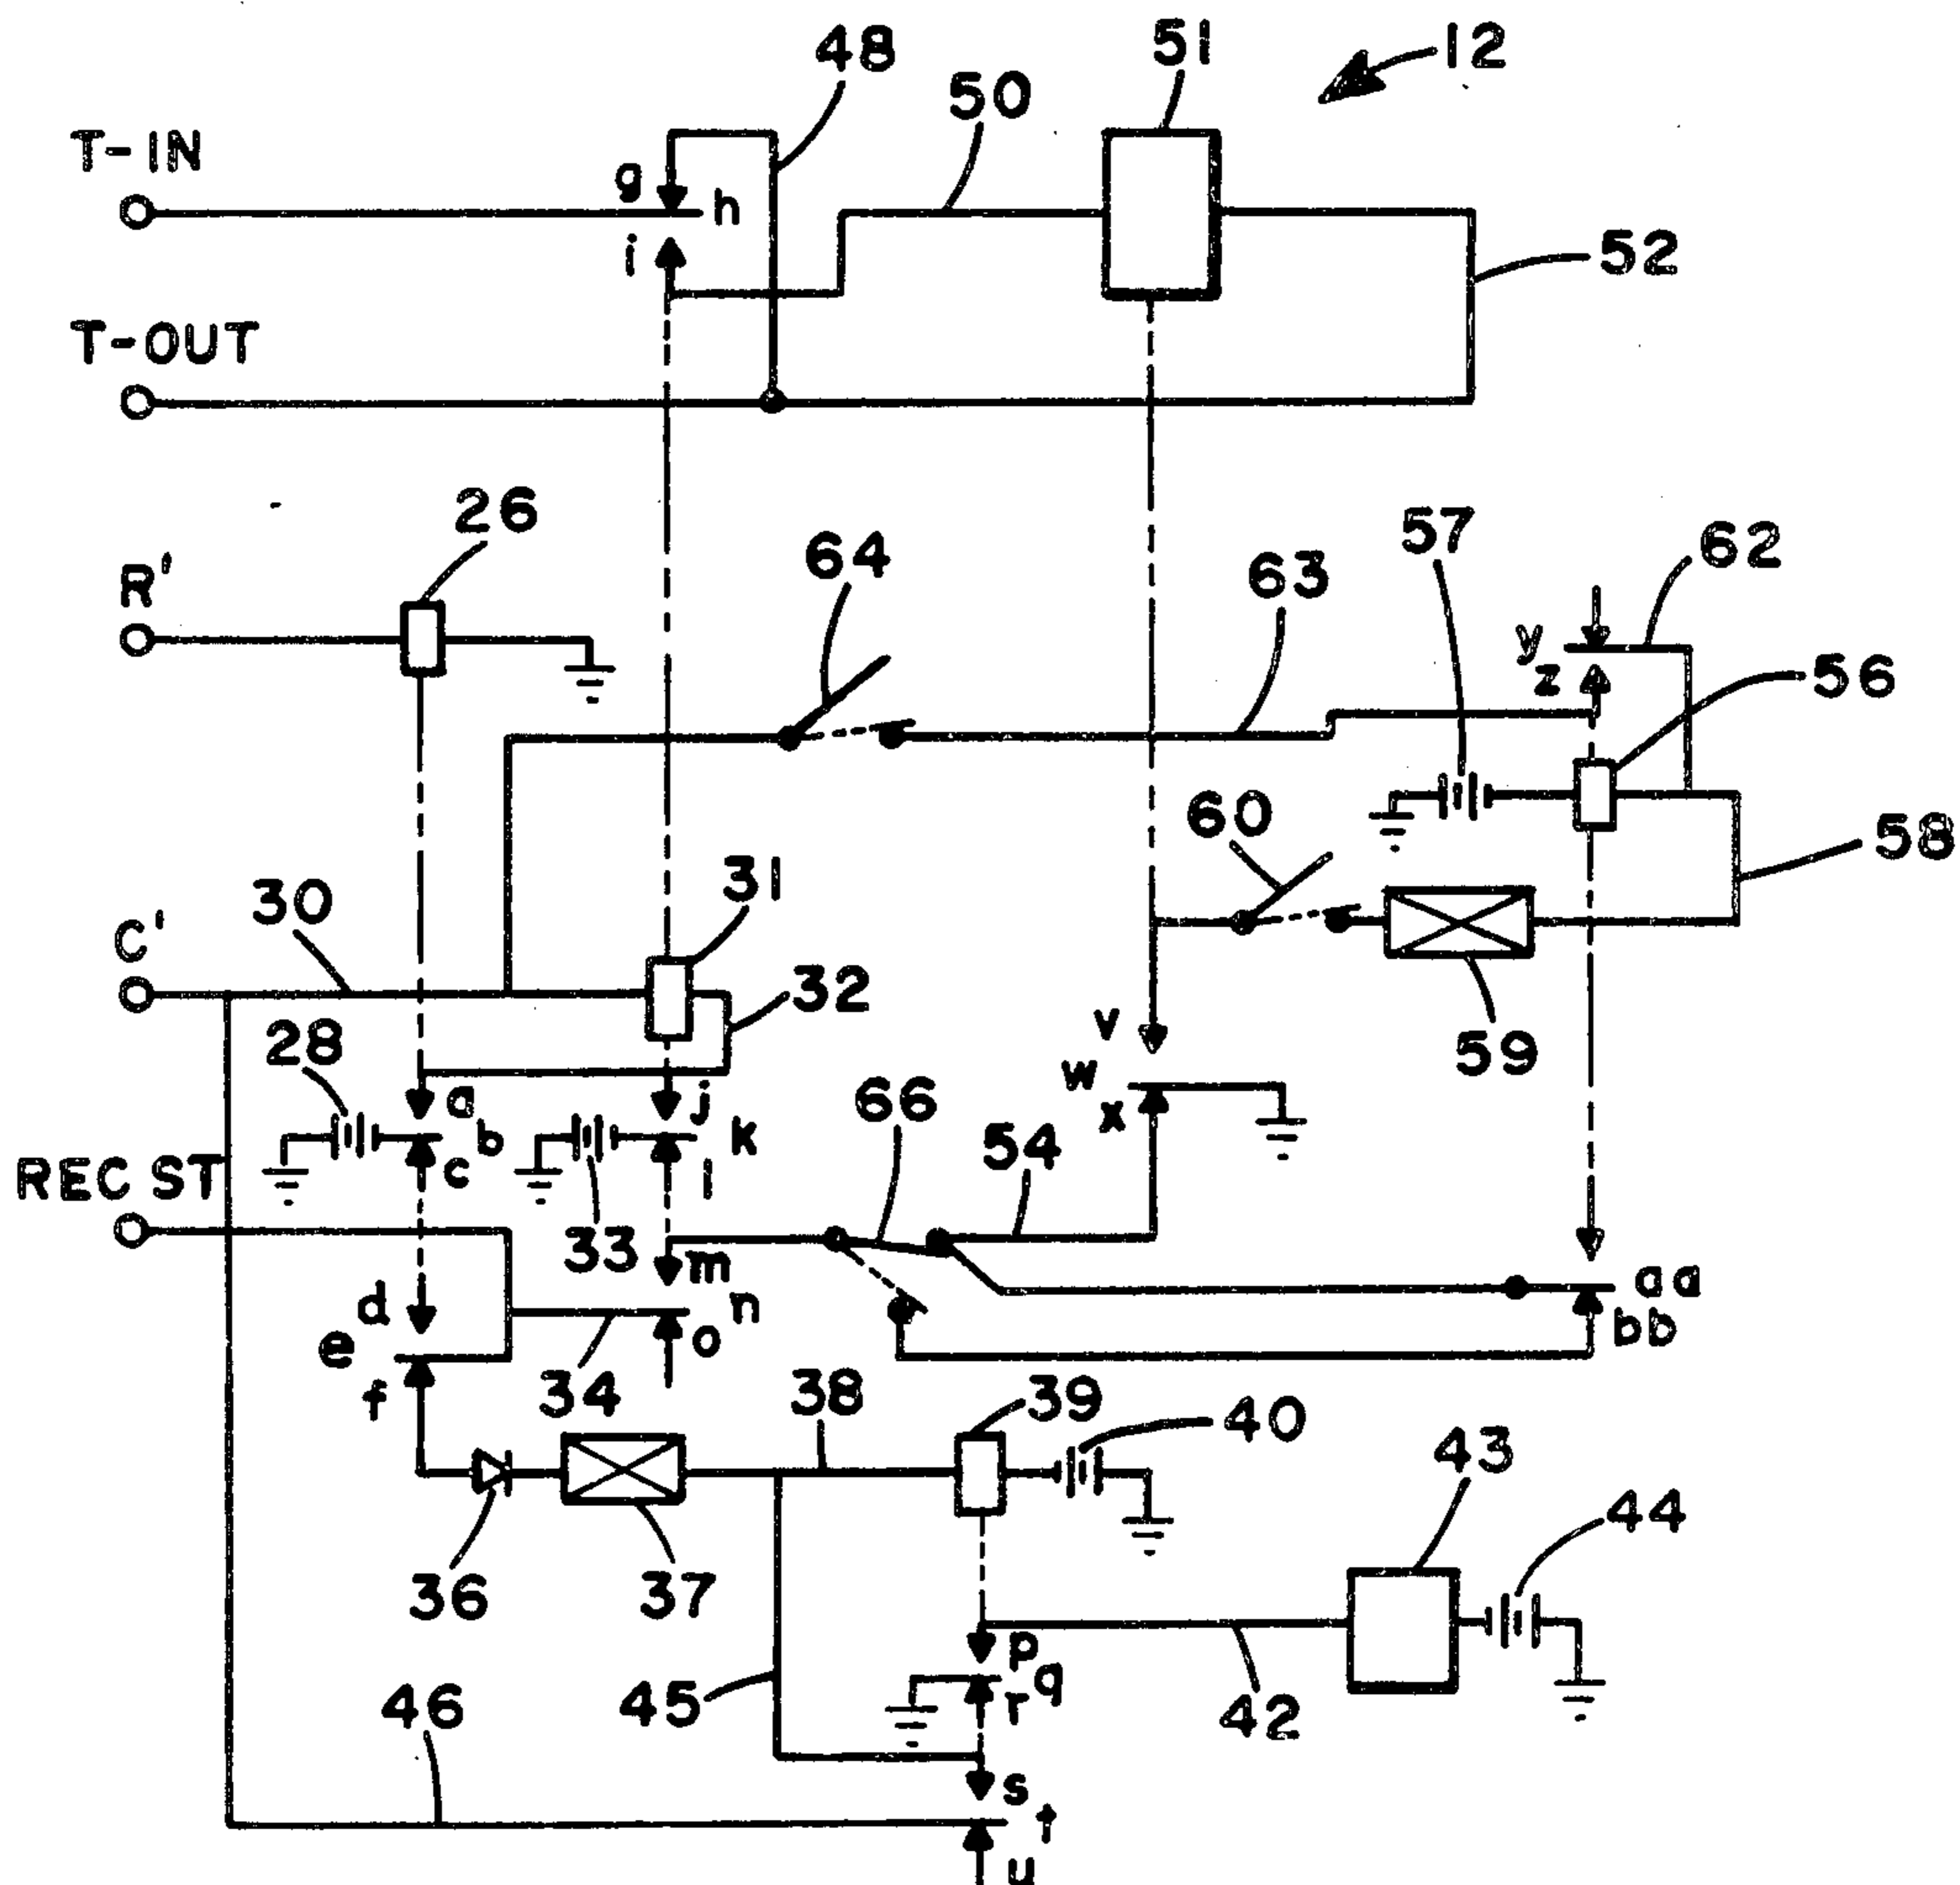 48
51
12
50
T-IN
g
h
i
52
T-OUT
26
57
62
64
63
R'
y
z
56
60
58
31
30
C'
32
28
v
59
w
66
a
j
x
b
k
54
c
l
REC ST
33
m
aa
d
n
o
bb
e
f
34
38
39
40
43
44
36
37
p
q
r
46
45
42
s
t
u